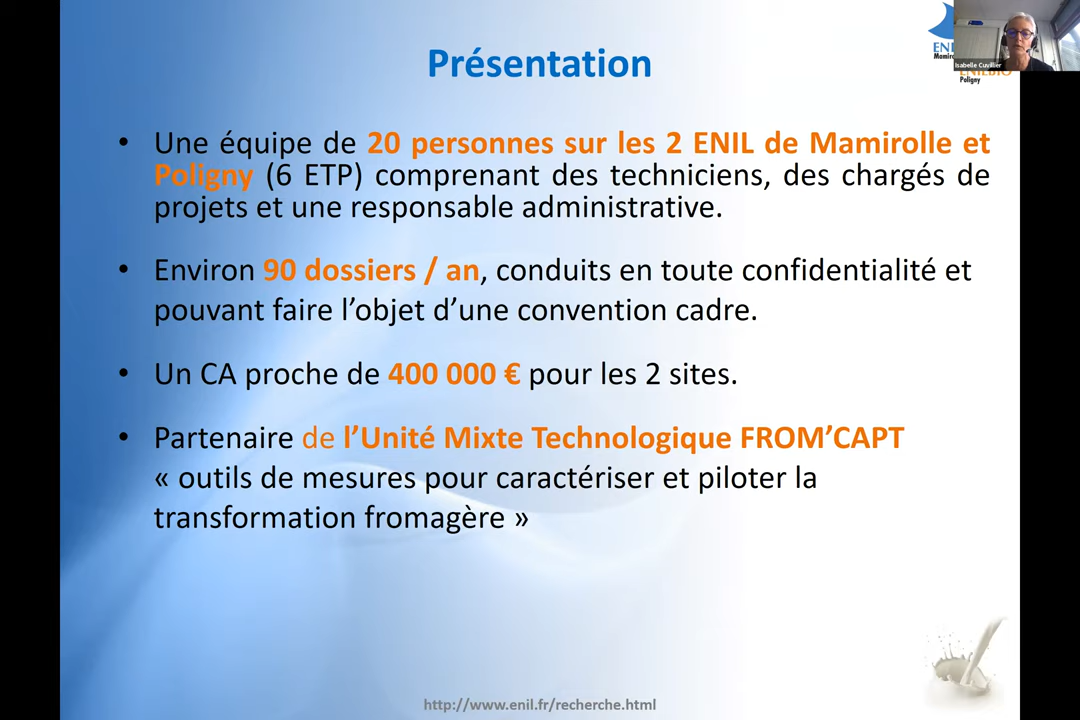 Présentation
ENIL
Mamirolle
Isabelle Cuvillier
ENILBIO
Poligny
• Une équipe de 20 personnes sur les 2 ENIL de Mamirolle et
Poligny (6 ETP) comprenant des techniciens, des chargés de
projets et une responsable administrative.
• Environ 90 dossiers / an, conduits en toute confidentialité et
pouvant faire l’objet d’une convention cadre.
• Un CA proche de 400 000 € pour les 2 sites.
• Partenaire de l’Unité Mixte Technologique FROM’CAPT
« outils de mesures pour caractériser et piloter la
transformation fromagère »
http://www.enil.fr/recherche.html